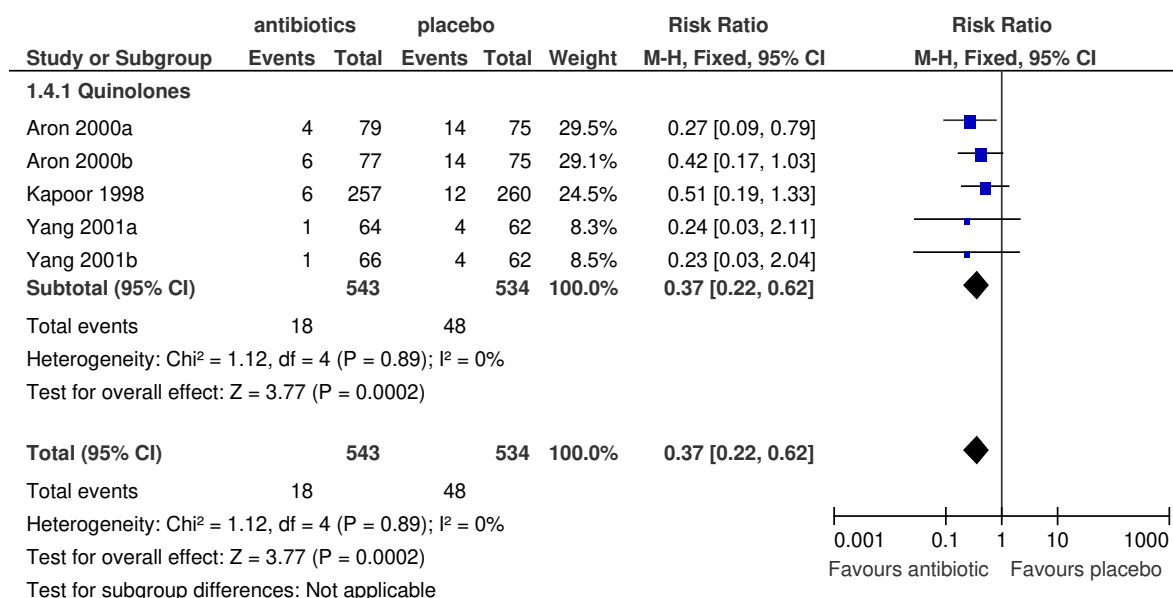 antibiotics placebo Risk Ratio Risk Ratio
Study or Subgroup Events Total Events Total Weight M-H, Fixed, 95% CI M-H, Fixed, 95% CI
1.4.1 Quinolones
Aron 2000a 4 79 14 75 29.5% 0.27 [0.09, 0.79]
Aron 2000b 6 77 14 75 29.1% 0.42 [0.17, 1.03]
Kapoor 1998 6 257 12 260 24.5% 0.51 [0.19, 1.33]
Yang 2001a 1 64 4 62 8.3% 0.24 [0.03, 2.11]
Yang 2001b 1 66 4 62 8.5% 0.23 [0.03, 2.04]
Subtotal (95% CI) 543 534 100.0% 0.37 [0.22, 0.62]
Total events 18 48
Heterogeneity: Chi² = 1.12, df = 4 (P = 0.89); I² = 0%
Test for overall effect: Z = 3.77 (P = 0.0002)
Total (95% CI) 543 534 100.0% 0.37 [0.22, 0.62]
Total events 18 48
Heterogeneity: Chi² = 1.12, df = 4 (P = 0.89); I² = 0%
Test for overall effect: Z = 3.77 (P = 0.0002)
Test for subgroup differences: Not applicable
0.001 0.1 1 10 1000
Favours antibiotic Favours placebo